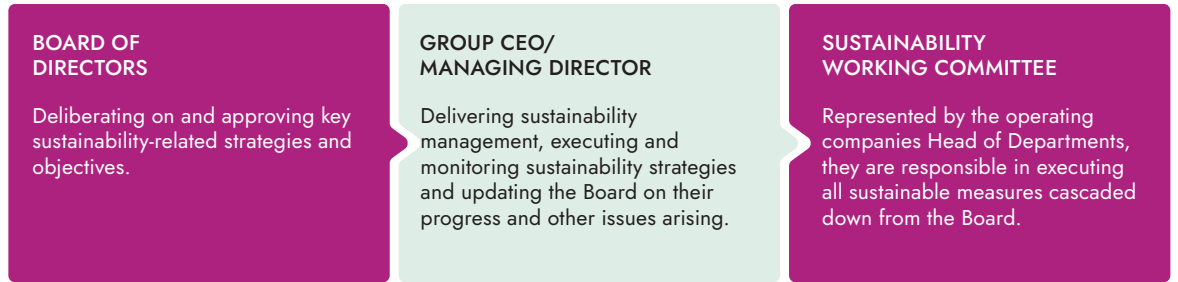 BOARD OF
DIRECTORS
Deliberating on and approving key
sustainability-related strategies and
objectives.
GROUP CEO/
MANAGING DIRECTOR
Delivering sustainability
management, executing and
monitoring sustainability strategies
and updating the Board on their
progress and other issues arising.
SUSTAINABILITY
WORKING COMMITTEE
Represented by the operating
companies Head of Departments,
they are responsible in executing
all sustainable measures cascaded
down from the Board.